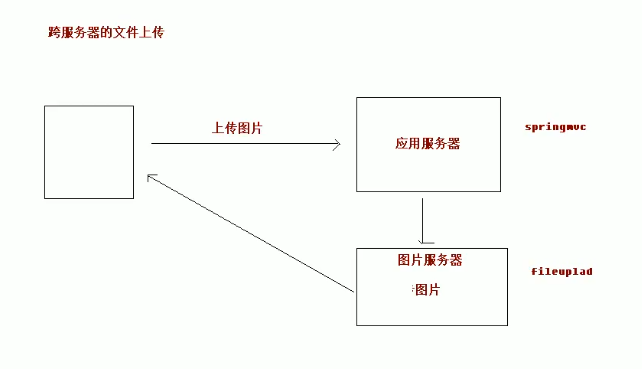 跨服务器的文件上传
上传图片
应用服务器
springmvc
图片服务器
图片
fileuplad